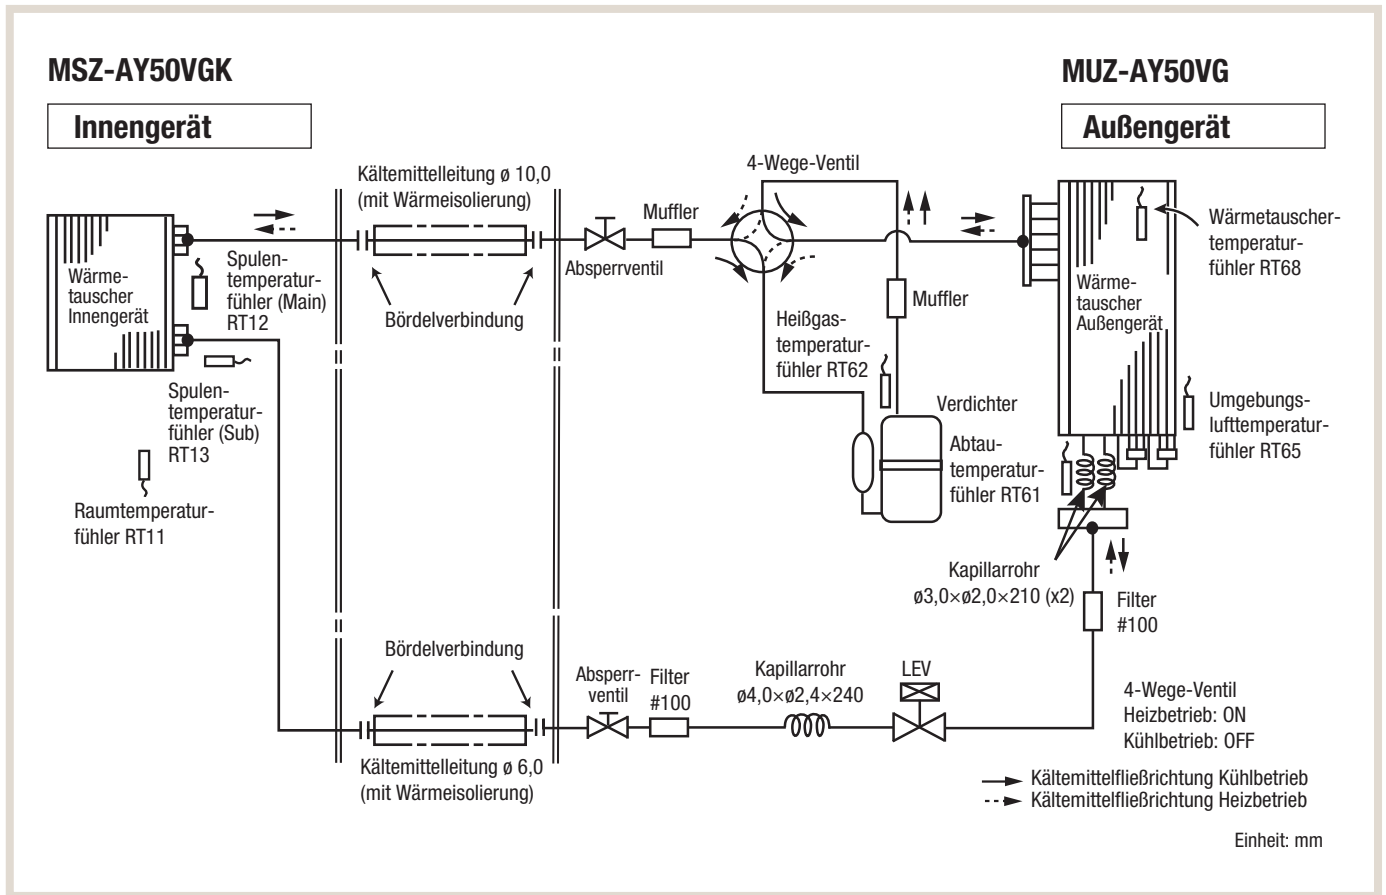 MSZ-AY50VGK
Innengerät
MUZ-AY50VG
Außengerät
Kältemittelleitung ø 10,0
(mit Wärmeisolierung)
4-Wege-Ventil
Muffler
Absperrventil
Bördelverbindung
Wärme-
tauscher
Innengerät
Spulen-
temperatur-
fühler (Main)
RT12
Spulen-
temperatur-
fühler (Sub)
RT13
Raumtemperatur-
fühler RT11
Muffler
Heißgas-
temperatur-
fühler RT62
Verdichter
Abtau-
temperatur-
fühler RT61
Wärme-
tauscher
Außengerät
Wärmetauscher-
temperatur-
fühler RT68
Umgebungs-
lufttemperatur-
fühler RT65
Kapillarrohr
ø3,0×ø2,0×210 (x2)
Filter
#100
Bördelverbindung
Kältemittelleitung ø 6,0
(mit Wärmeisolierung)
Absperr-
ventil
Filter
#100
Kapillarrohr
ø4,0×ø2,4×240
LEV
4-Wege-Ventil
Heizbetrieb: ON
Kühlbetrieb: OFF
Kältemittelfließrichtung Kühlbetrieb
Kältemittelfließrichtung Heizbetrieb
Einheit: mm